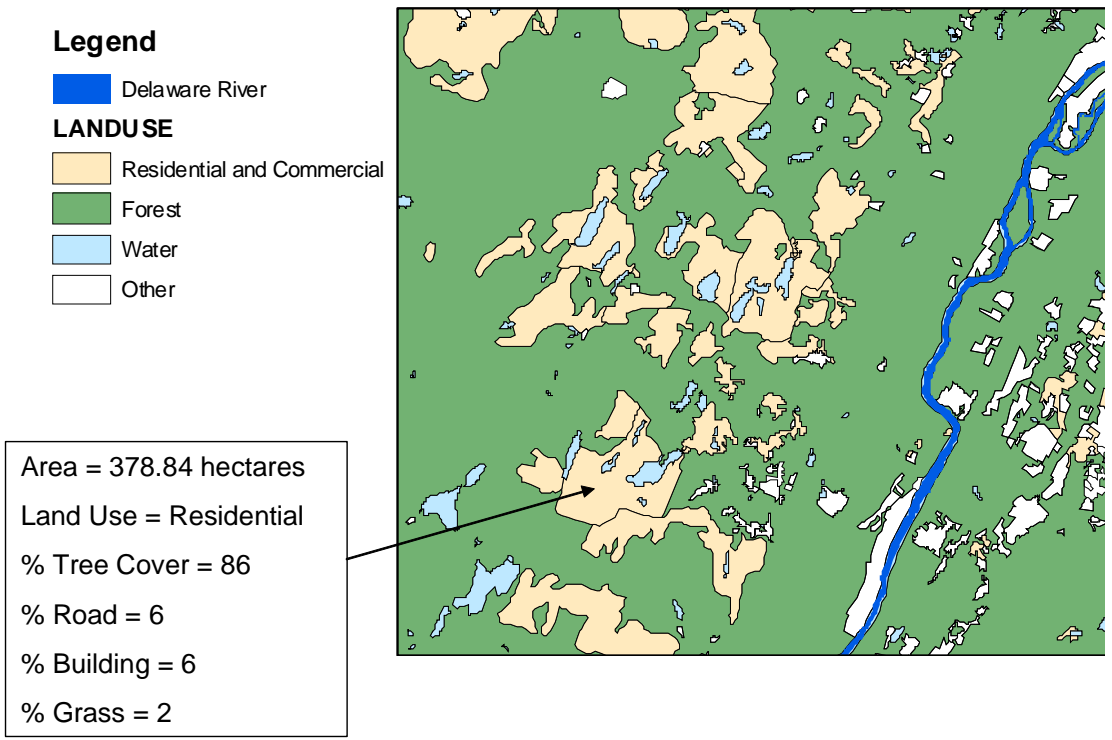 Legend
Delaware River
LANDUSE
Residential and Commercial
Forest
Water
Other
Area = 378.84 hectares
Land Use = Residential
% Tree Cover = 86
% Road = 6
% Building = 6
% Grass = 2